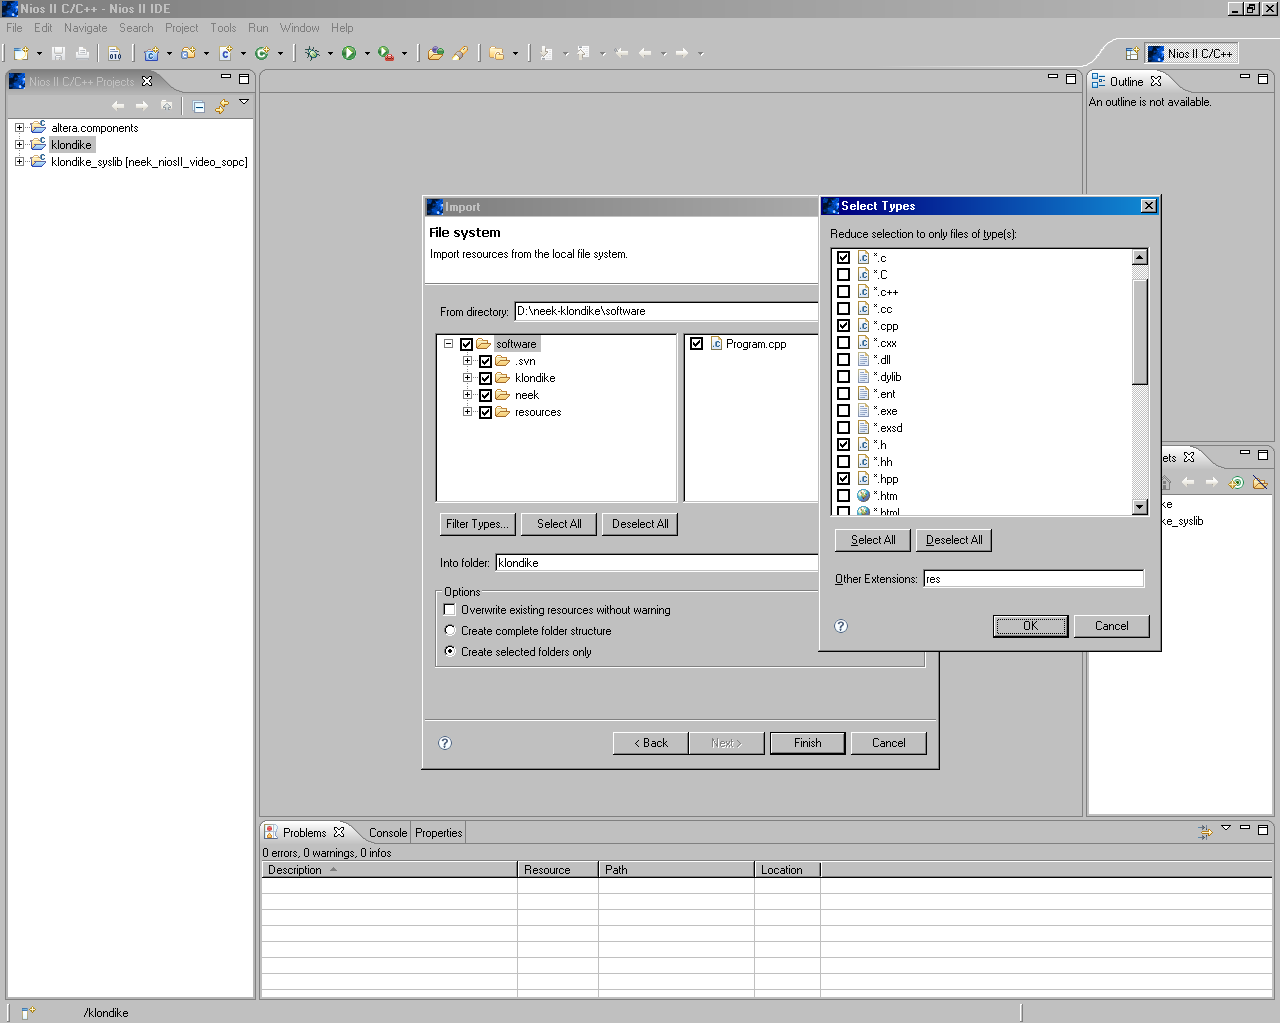 Nios II C/C++ - Nios II IDE
File Edit Navigate Search Project Tools Run Window Help
Nios II C/C++
Nios II C/C++ Projects
altera.components
klondike
klondike_syslib [neek_niosII_video_sopc]
Outline
An outline is not available.
Import
File system
Import resources from the local file system.
From directory: D:\neek-klondike\software
software
.svn
klondike
neek
resources
Program.cpp
Filter Types... Select All Deselect All
Into folder: klondike
Options
Overwrite existing resources without warning
Create complete folder structure
Create selected folders only
< Back Next > Finish Cancel
Select Types
Reduce selection to only files of type(s):
*.c
*.C
*.c++
*.cc
*.cpp
*.cxx
*.dll
*.dylib
*.ent
*.exe
*.exsd
*.h
*.hh
*.hpp
*.htm
*.html
Select All Deselect All
Other Extensions: res
OK Cancel
ets
ke
ke_syslib
Problems Console Properties
0 errors, 0 warnings, 0 infos
Description Resource Path Location
/klondike